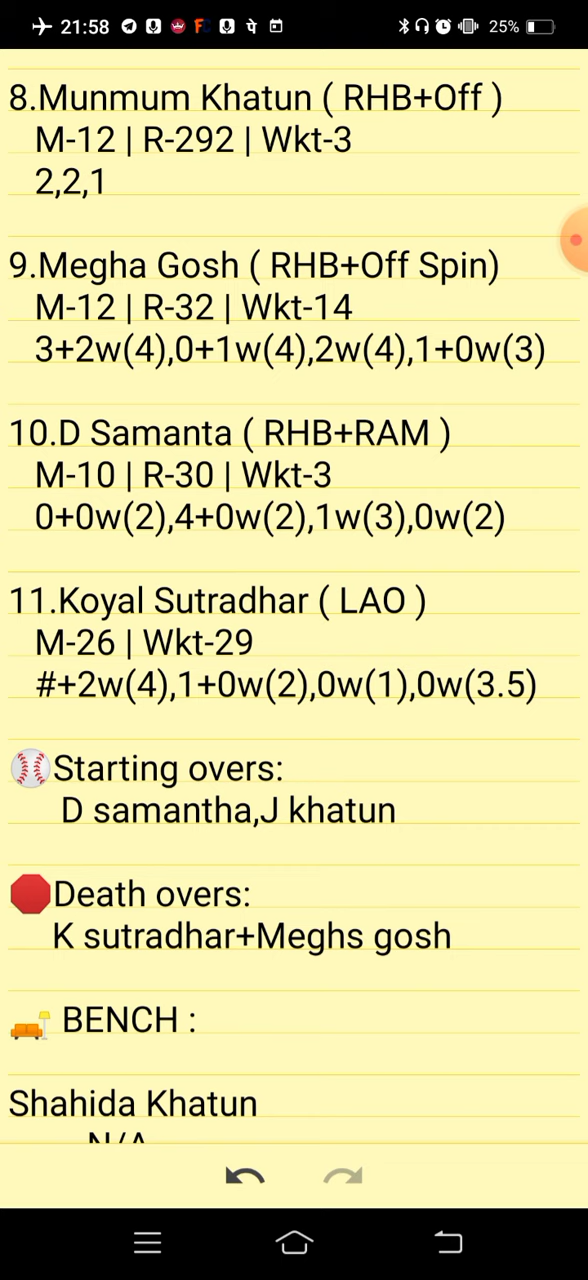 21:58
25%
8.Munmum Khatun ( RHB+Off )
M-12 | R-292 | Wkt-3
2,2,1
9.Megha Gosh ( RHB+Off Spin)
M-12 | R-32 | Wkt-14
3+2w(4),0+1w(4),2w(4),1+0w(3)
10.D Samanta ( RHB+RAM )
M-10 | R-30 | Wkt-3
0+0w(2),4+0w(2),1w(3),0w(2)
11.Koyal Sutradhar ( LAO )
M-26 | Wkt-29
#+2w(4),1+0w(2),0w(1),0w(3.5)
Starting overs:
D samantha,J khatun
Death overs:
K sutradhar+Meghs gosh
BENCH :
Shahida Khatun
N/A